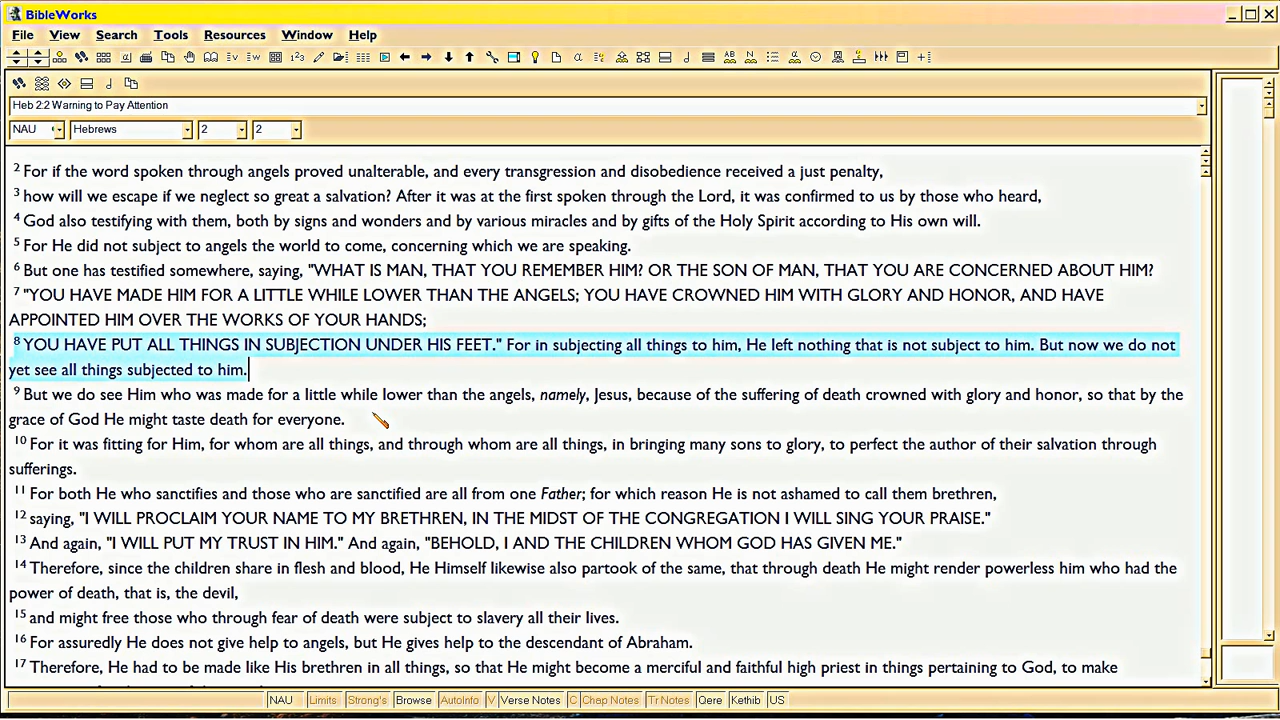 BibleWorks
File View Search Tools Resources Window Help
Heb 2:2 Warning to Pay Attention
NAU Hebrews 2 2
2 For if the word spoken through angels proved unalterable, and every transgression and disobedience received a just penalty,
3 how will we escape if we neglect so great a salvation? After it was at the first spoken through the Lord, it was confirmed to us by those who heard,
4 God also testifying with them, both by signs and wonders and by various miracles and by gifts of the Holy Spirit according to His own will.
5 For He did not subject to angels the world to come, concerning which we are speaking.
6 But one has testified somewhere, saying, "WHAT IS MAN, THAT YOU REMEMBER HIM? OR THE SON OF MAN, THAT YOU ARE CONCERNED ABOUT HIM?
7 "YOU HAVE MADE HIM FOR A LITTLE WHILE LOWER THAN THE ANGELS; YOU HAVE CROWNED HIM WITH GLORY AND HONOR, AND HAVE
APPOINTED HIM OVER THE WORKS OF YOUR HANDS;
8 YOU HAVE PUT ALL THINGS IN SUBJECTION UNDER HIS FEET." For in subjecting all things to him, He left nothing that is not subject to him. But now we do not
yet see all things subjected to him.
9 But we do see Him who was made for a little while lower than the angels, namely, Jesus, because of the suffering of death crowned with glory and honor, so that by the
grace of God He might taste death for everyone.
10 For it was fitting for Him, for whom are all things, and through whom are all things, in bringing many sons to glory, to perfect the author of their salvation through
sufferings.
11 For both He who sanctifies and those who are sanctified are all from one Father; for which reason He is not ashamed to call them brethren,
12 saying, "I WILL PROCLAIM YOUR NAME TO MY BRETHREN, IN THE MIDST OF THE CONGREGATION I WILL SING YOUR PRAISE."
13 And again, "I WILL PUT MY TRUST IN HIM." And again, "BEHOLD, I AND THE CHILDREN WHOM GOD HAS GIVEN ME."
14 Therefore, since the children share in flesh and blood, He Himself likewise also partook of the same, that through death He might render powerless him who had the
power of death, that is, the devil,
15 and might free those who through fear of death were subject to slavery all their lives.
16 For assuredly He does not give help to angels, but He gives help to the descendant of Abraham.
17 Therefore, He had to be made like His brethren in all things, so that He might become a merciful and faithful high priest in things pertaining to God, to make
NAU Limits Strong's Browse AutoInfo V Verse Notes C Chap Notes Tr Notes Qere Kethib US